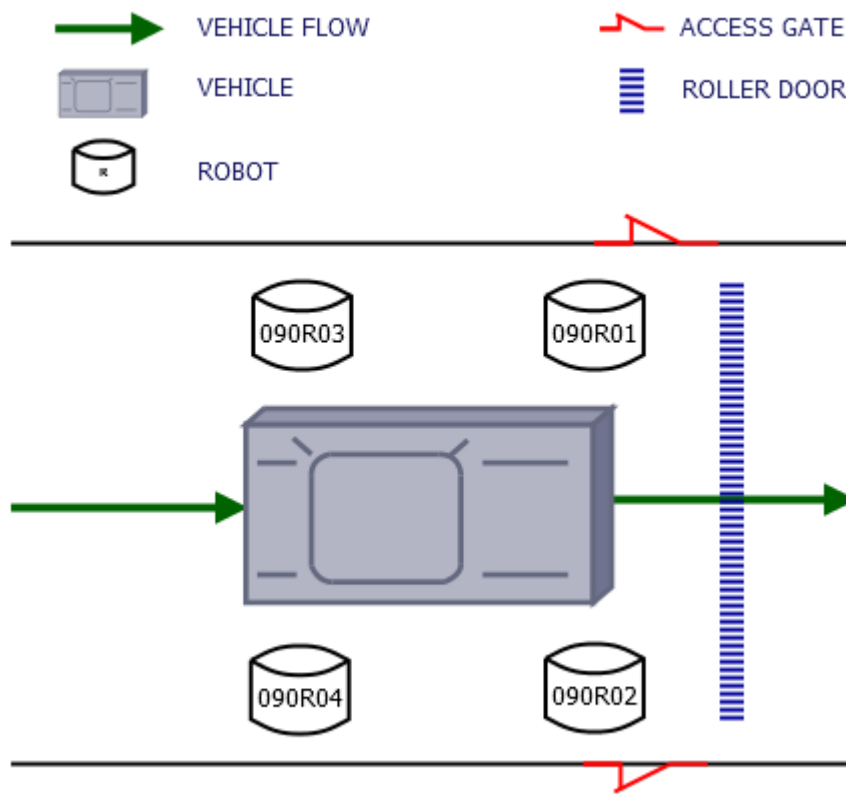 VEHICLE FLOW
ACCESS GATE
VEHICLE
ROLLER DOOR
R
ROBOT
090R03
090R01
090R04
090R02